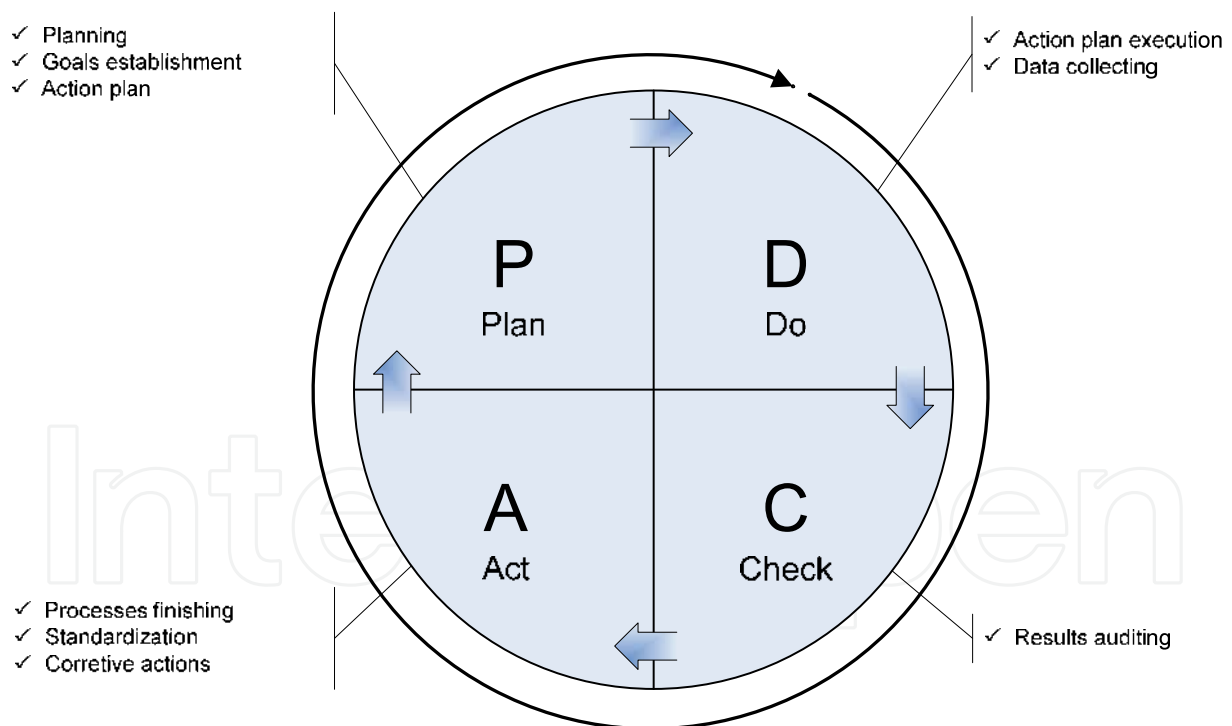 ✓ Planning
✓ Goals establishment
✓ Action plan
✓ Action plan execution
✓ Data collecting
P
Plan
D
Do
A
Act
C
Check
✓ Processes finishing
✓ Standardization
✓ Corretive actions
✓ Results auditing